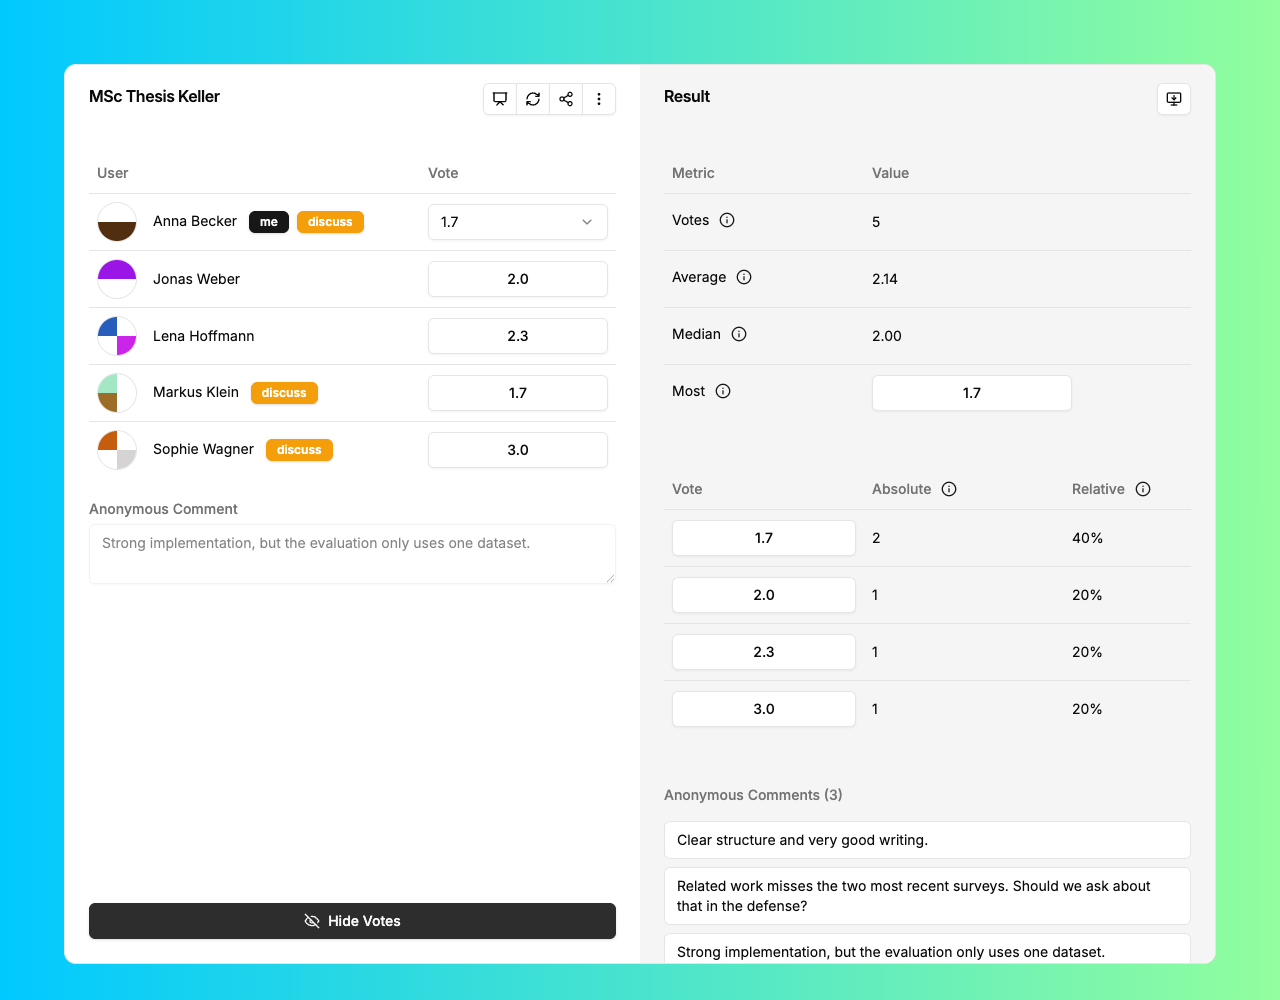 MSc Thesis Keller
User Vote
Anna Becker me discuss 1.7
Jonas Weber 2.0
Lena Hoffmann 2.3
Markus Klein discuss 1.7
Sophie Wagner discuss 3.0
Anonymous Comment
Strong implementation, but the evaluation only uses one dataset.
Hide Votes
Result
Metric Value
Votes 5
Average 2.14
Median 2.00
Most 1.7
Vote Absolute Relative
1.7 2 40%
2.0 1 20%
2.3 1 20%
3.0 1 20%
Anonymous Comments (3)
Clear structure and very good writing.
Related work misses the two most recent surveys. Should we ask about
that in the defense?
Strong implementation, but the evaluation only uses one dataset.